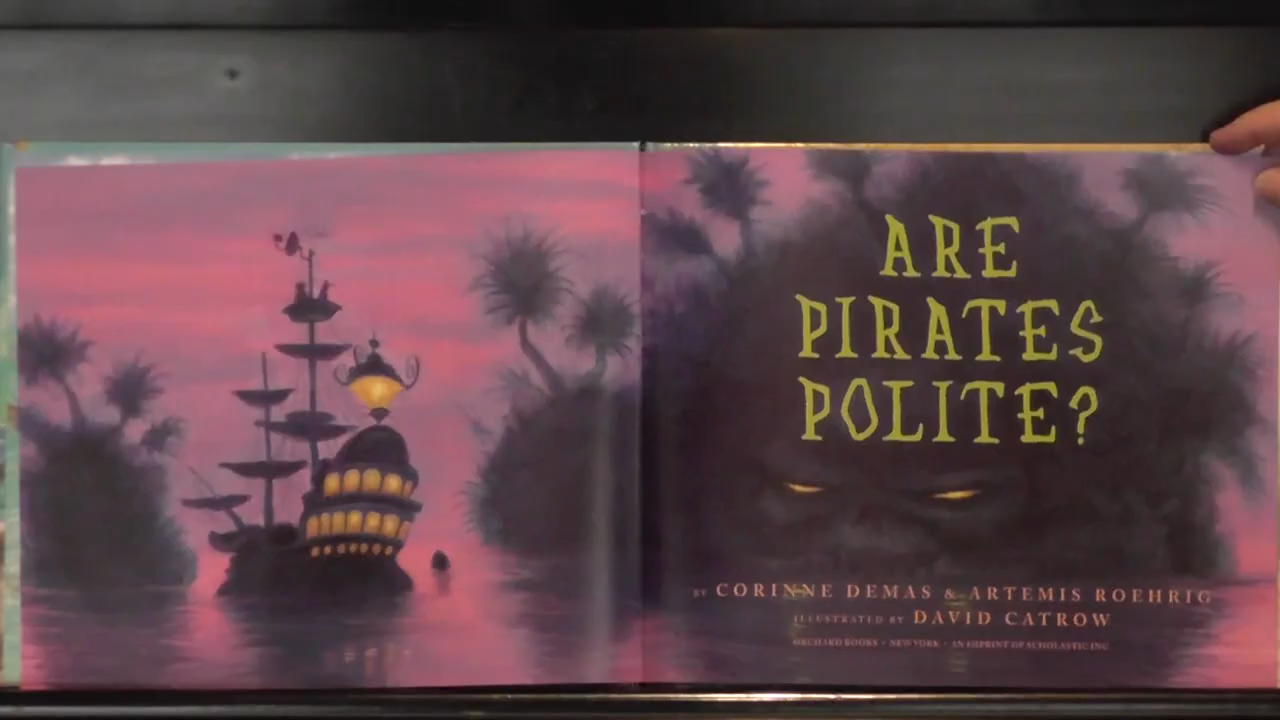 ARE
PIRATES
POLITE?
BY CORINNE DEMAS & ARTEMIS ROEHRIG
ILLUSTRATED BY DAVID CATROW
ORCHARD BOOKS • NEW YORK • AN IMPRINT OF SCHOLASTIC INC.